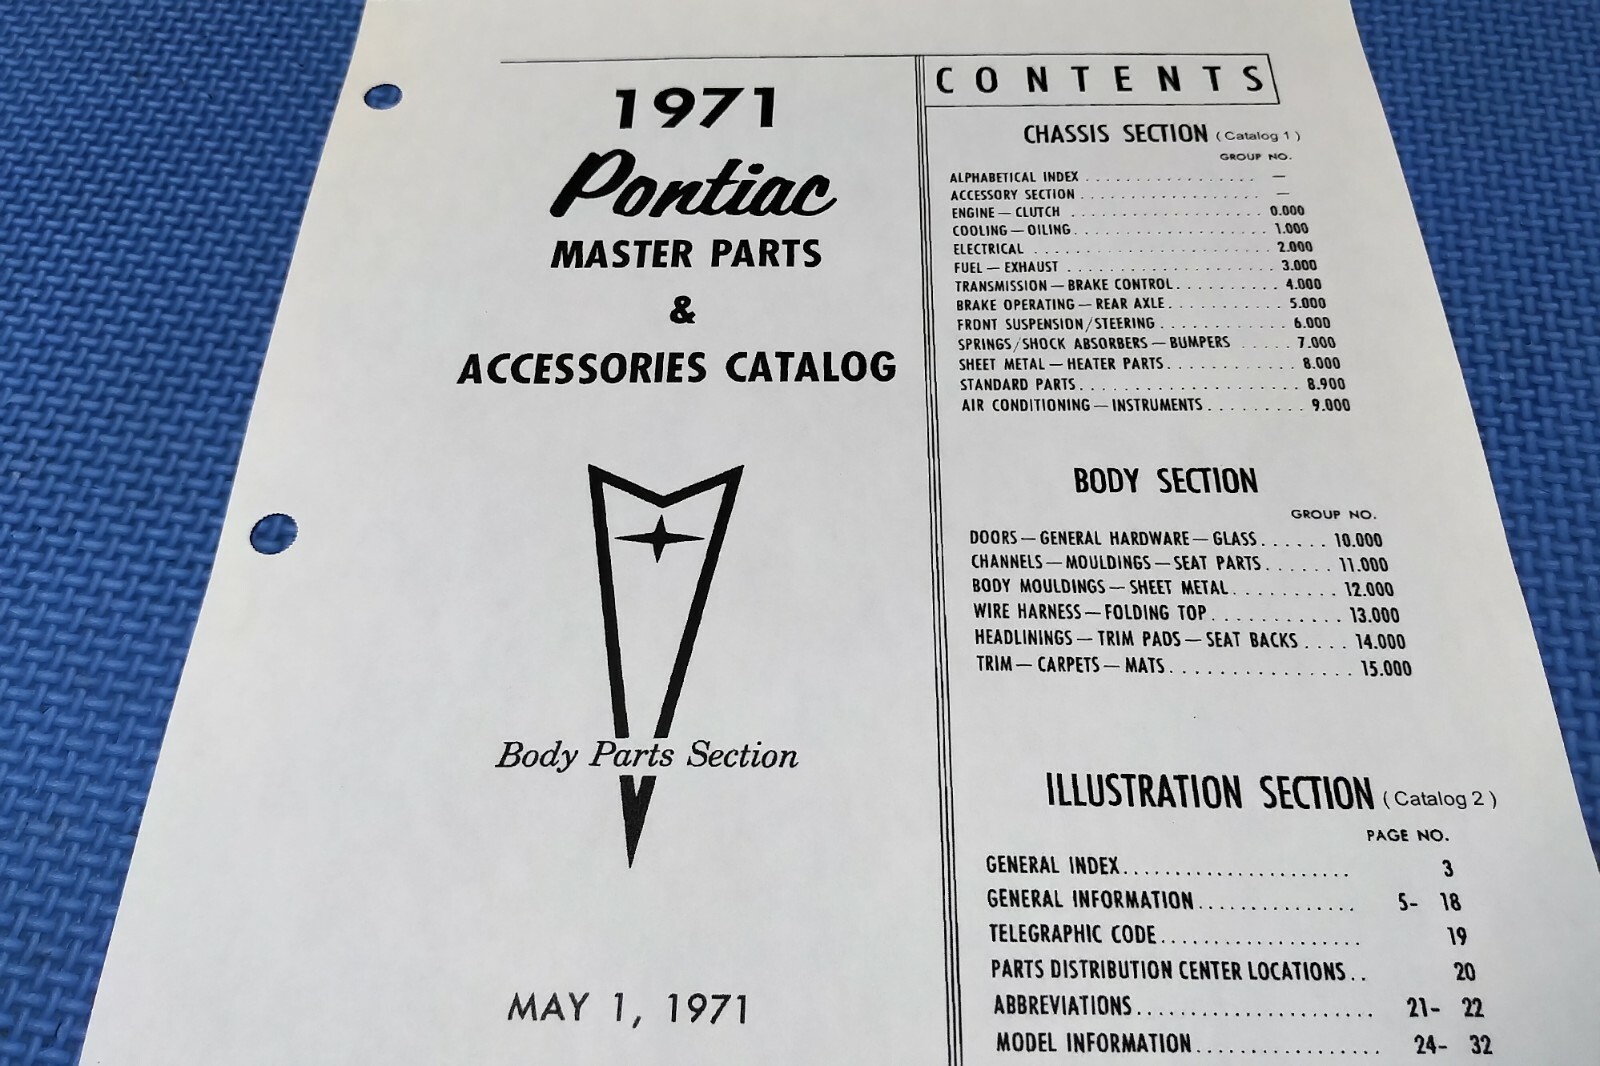 1971
Pontiac
MASTER PARTS
&
ACCESSORIES CATALOG
Body Parts Section
MAY 1, 1971
CONTENTS
CHASSIS SECTION (Catalog 1)
GROUP NO.
ALPHABETICAL INDEX . . . . . . . . . . . . . . . . . —
ACCESSORY SECTION . . . . . . . . . . . . . . . . . —
ENGINE — CLUTCH . . . . . . . . . . . . . . . . . . . 0.000
COOLING — OILING . . . . . . . . . . . . . . . . . . 1.000
ELECTRICAL . . . . . . . . . . . . . . . . . . . . . . 2.000
FUEL — EXHAUST . . . . . . . . . . . . . . . . . . . 3.000
TRANSMISSION — BRAKE CONTROL . . . . . . . . . . 4.000
BRAKE OPERATING — REAR AXLE . . . . . . . . . . . 5.000
FRONT SUSPENSION/STEERING . . . . . . . . . . . . 6.000
SPRINGS/SHOCK ABSORBERS — BUMPERS . . . . . 7.000
SHEET METAL — HEATER PARTS . . . . . . . . . . . . 8.000
STANDARD PARTS . . . . . . . . . . . . . . . . . . . 8.900
AIR CONDITIONING — INSTRUMENTS . . . . . . . . . 9.000
BODY SECTION
GROUP NO.
DOORS — GENERAL HARDWARE — GLASS . . . . . . 10.000
CHANNELS — MOULDINGS — SEAT PARTS . . . . . . 11.000
BODY MOULDINGS — SHEET METAL . . . . . . . . . 12.000
WIRE HARNESS — FOLDING TOP . . . . . . . . . . . 13.000
HEADLININGS — TRIM PADS — SEAT BACKS . . . . 14.000
TRIM — CARPETS — MATS . . . . . . . . . . . . . . . 15.000
ILLUSTRATION SECTION (Catalog 2)
PAGE NO.
GENERAL INDEX . . . . . . . . . . . . . . . . . . . . . . 3
GENERAL INFORMATION . . . . . . . . . . . . . . . 5- 18
TELEGRAPHIC CODE . . . . . . . . . . . . . . . . . . . 19
PARTS DISTRIBUTION CENTER LOCATIONS . . 20
ABBREVIATIONS . . . . . . . . . . . . . . . . . . . . . . 21- 22
MODEL INFORMATION . . . . . . . . . . . . . . . . . 24- 32